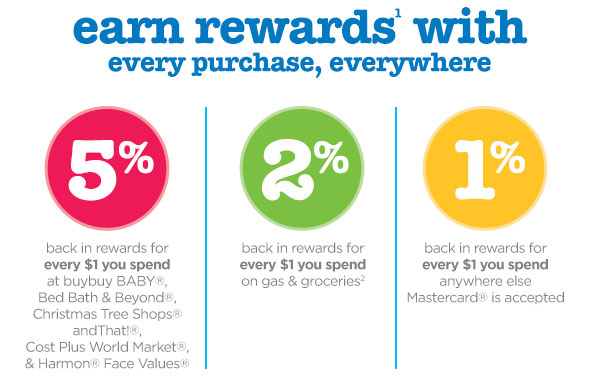 earn rewards¹ with
every purchase, everywhere
5%
back in rewards for
every $1 you spend
at buybuy BABY®,
Bed Bath & Beyond®,
Christmas Tree Shops®
andThat!®,
Cost Plus World Market®,
& Harmon® Face Values®
2%
back in rewards for
every $1 you spend
on gas & groceries²
1%
back in rewards for
every $1 you spend
anywhere else
Mastercard® is accepted